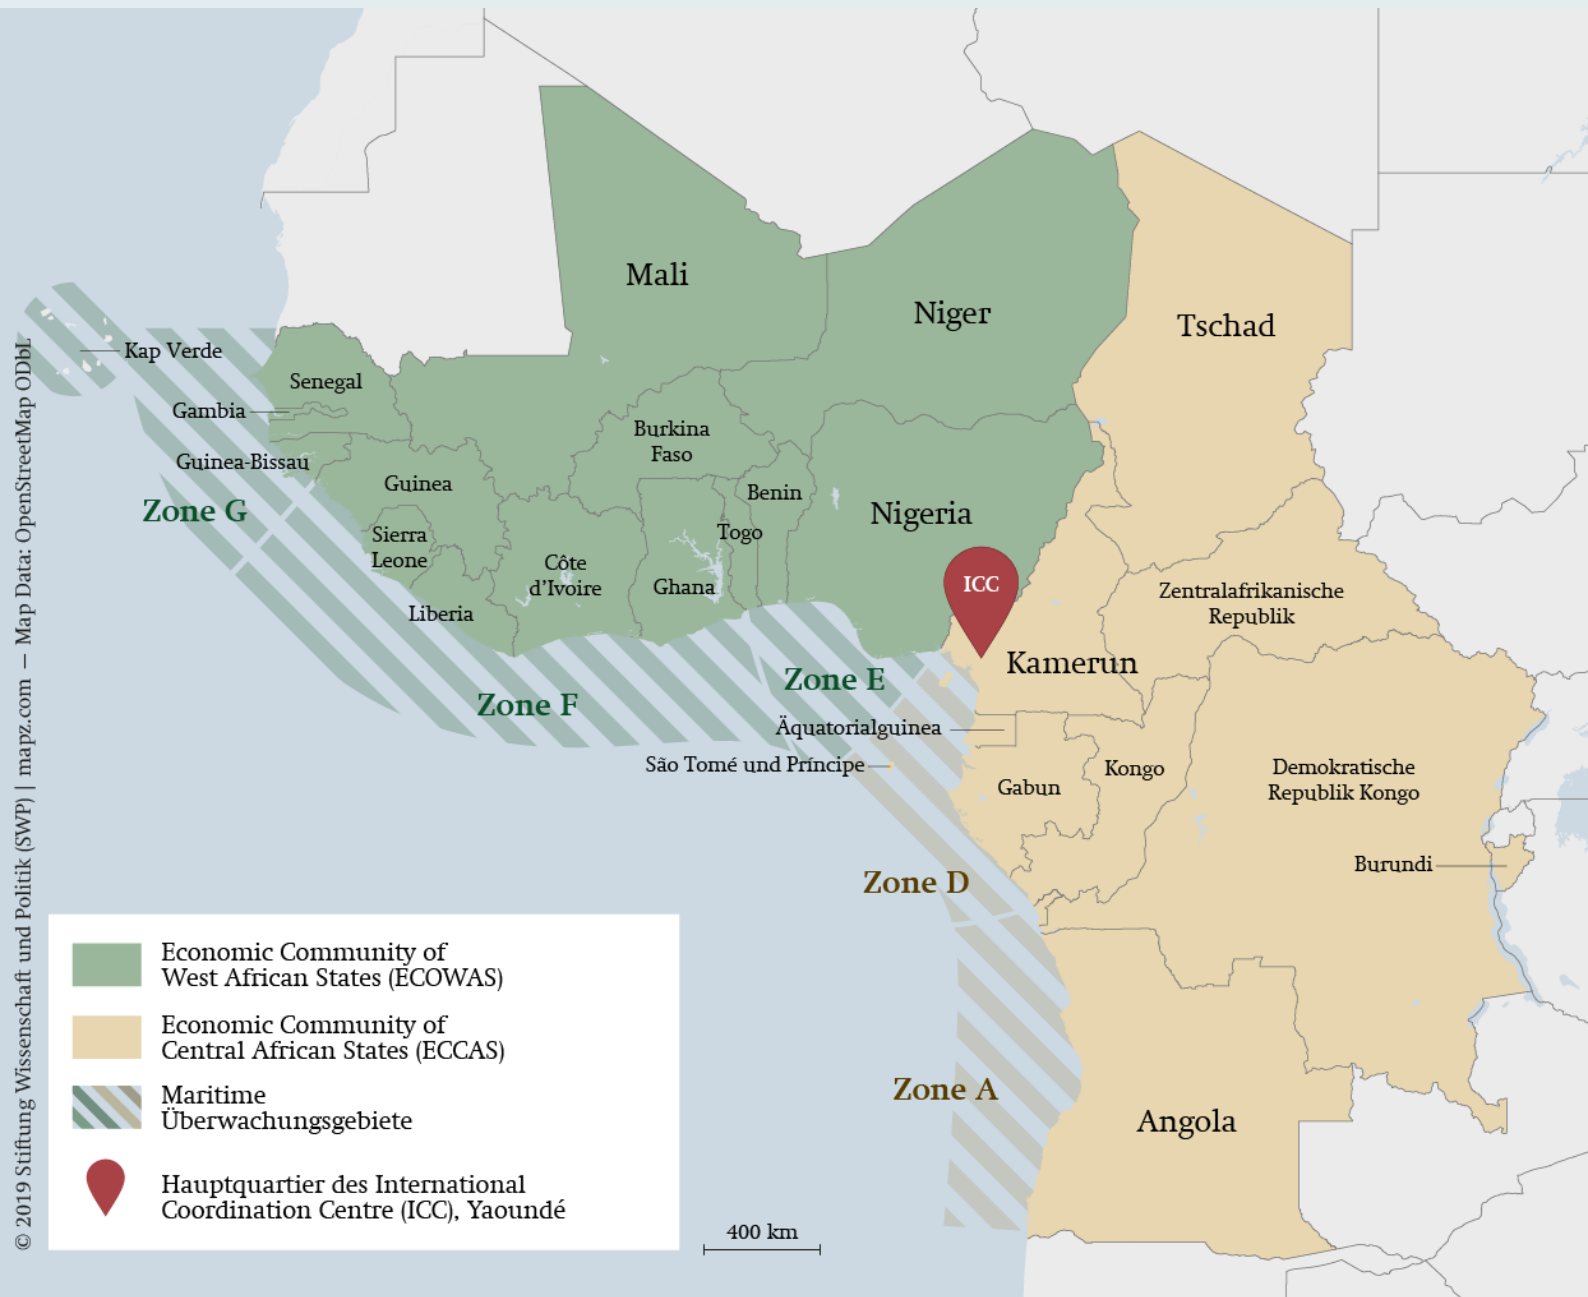 Mali
Niger
Tschad
Kap Verde
Senegal
Gambia
Burkina
Faso
Guinea-Bissau
Guinea
Benin
Zone G
Nigeria
Sierra
Leone
Togo
Côte
d'Ivoire
Ghana
ICC
Zentralafrikanische
Republik
Liberia
Kamerun
Zone E
Zone F
Äquatorialguinea
São Tomé und Príncipe
Gabun
Kongo
Demokratische
Republik Kongo
Burundi
Zone D
Zone A
Angola
Economic Community of
West African States (ECOWAS)
Economic Community of
Central African States (ECCAS)
Maritime
Überwachungsgebiete
Hauptquartier des International
Coordination Centre (ICC), Yaoundé
400 km
© 2019 Stiftung Wissenschaft und Politik (SWP) | mapz.com – Map Data: OpenStreetMap ODbL